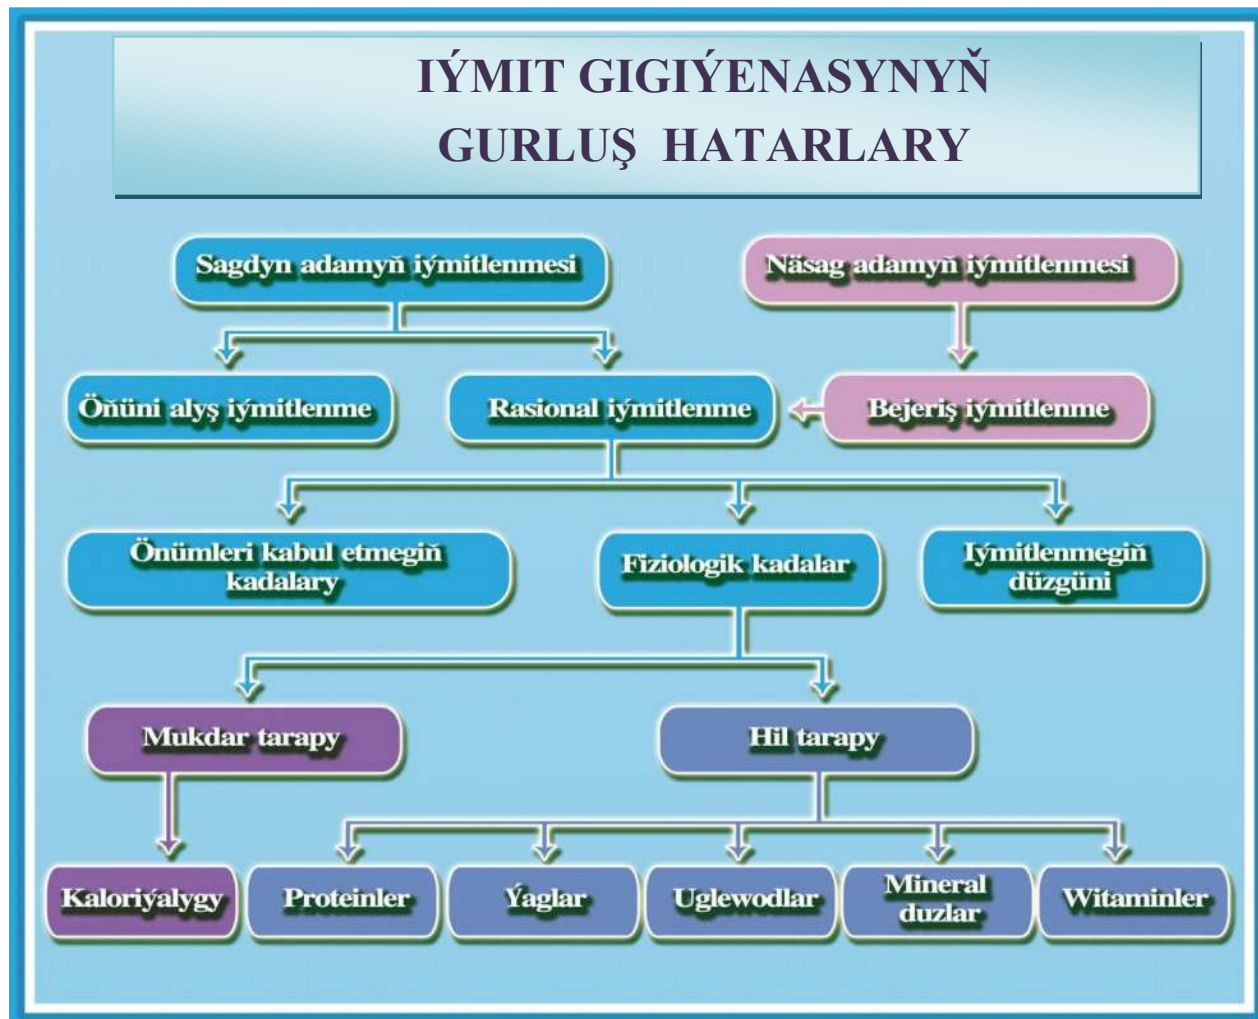 IÝMIT GIGIÝENASYNYŇ
GURLUŞ HATARLARY
Sagdyn adamyň iýmitlenmesi
Näsag adamyň iýmitlenmesi
Öňüni alyş iýmitlenme
Rasional iýmitlenme
Bejeriş iýmitlenme
Önümleri kabul etmegiň
kadalary
Fiziologik kadalar
Iýmitlenmegiň
düzgüni
Mukdar tarapy
Hil tarapy
Kaloriýalygy
Proteinler
Ýaglar
Uglewodlar
Mineral
duzlar
Witaminler